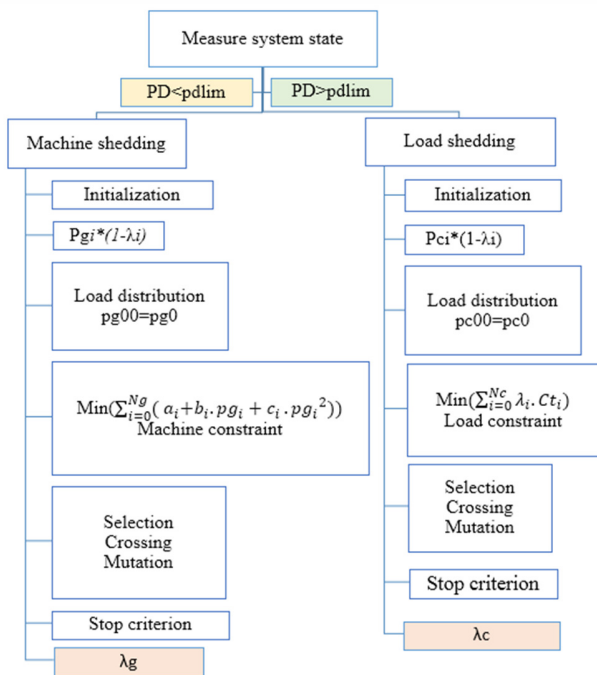 Measure system state
PD<pdlim
PD>pdlim
Machine shedding
Initialization
Pgi*(1-λi)
Load distribution
pg00=pg0
Min(∑_{i=0}^{Ng}( a_i+b_i.pg_i + c_i.pg_i²))
Machine constraint
Selection
Crossing
Mutation
Stop criterion
λg
Load shedding
Initialization
Pci*(1-λi)
Load distribution
pc00=pc0
Min(∑_{i=0}^{Nc} λ_i.Ct_i)
Load constraint
Selection
Crossing
Mutation
Stop criterion
λc